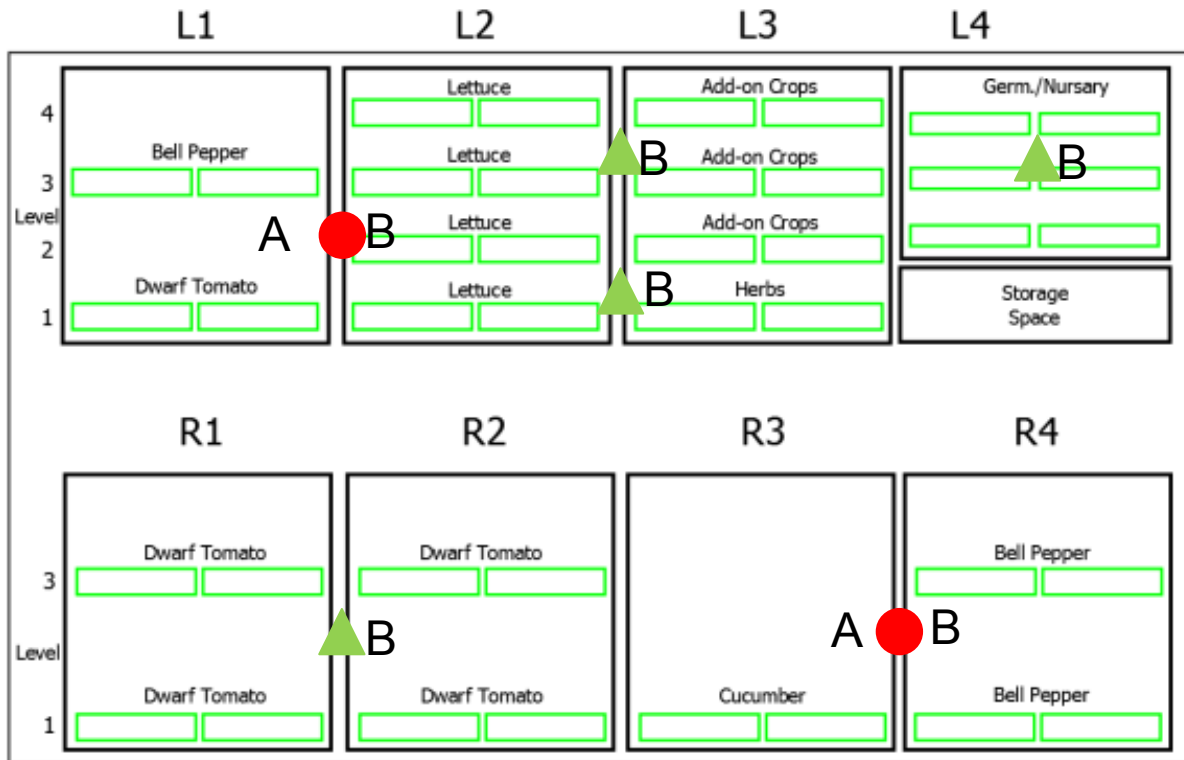 L1 L2 L3 L4
4 Lettuce Add-on Crops Germ./Nursary
Bell Pepper Lettuce B Add-on Crops B
3
Level A B Lettuce Add-on Crops
2
Dwarf Tomato Lettuce B Herbs Storage
1 Space
R1 R2 R3 R4
Dwarf Tomato Dwarf Tomato Bell Pepper
3
B A B
Level
Dwarf Tomato Dwarf Tomato Cucumber Bell Pepper
1